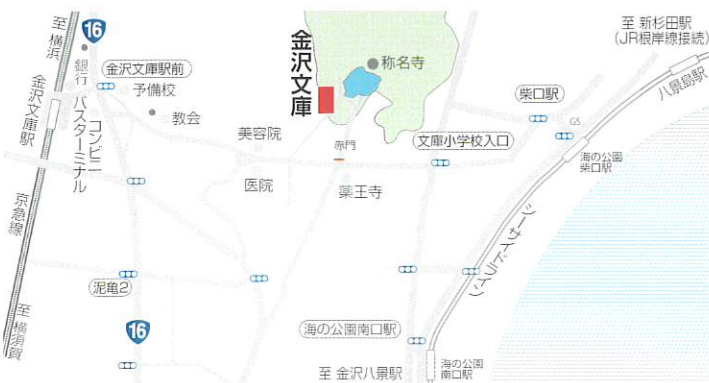 至 横浜
16
銀行
金沢文庫駅前
予備校
教会
金沢文庫駅
バスターミナル
コンビニ
京急線
至 横須賀
泥亀2
16
美容院
医院
金沢文庫
称名寺
赤門
薬王寺
文庫小学校入口
柴口駅
GS
至 新杉田駅
(JR根岸線接続)
八景島駅
海の公園
柴口駅
シーサイドライン
海の公園南口駅
至 金沢八景駅
海の公園
南口駅